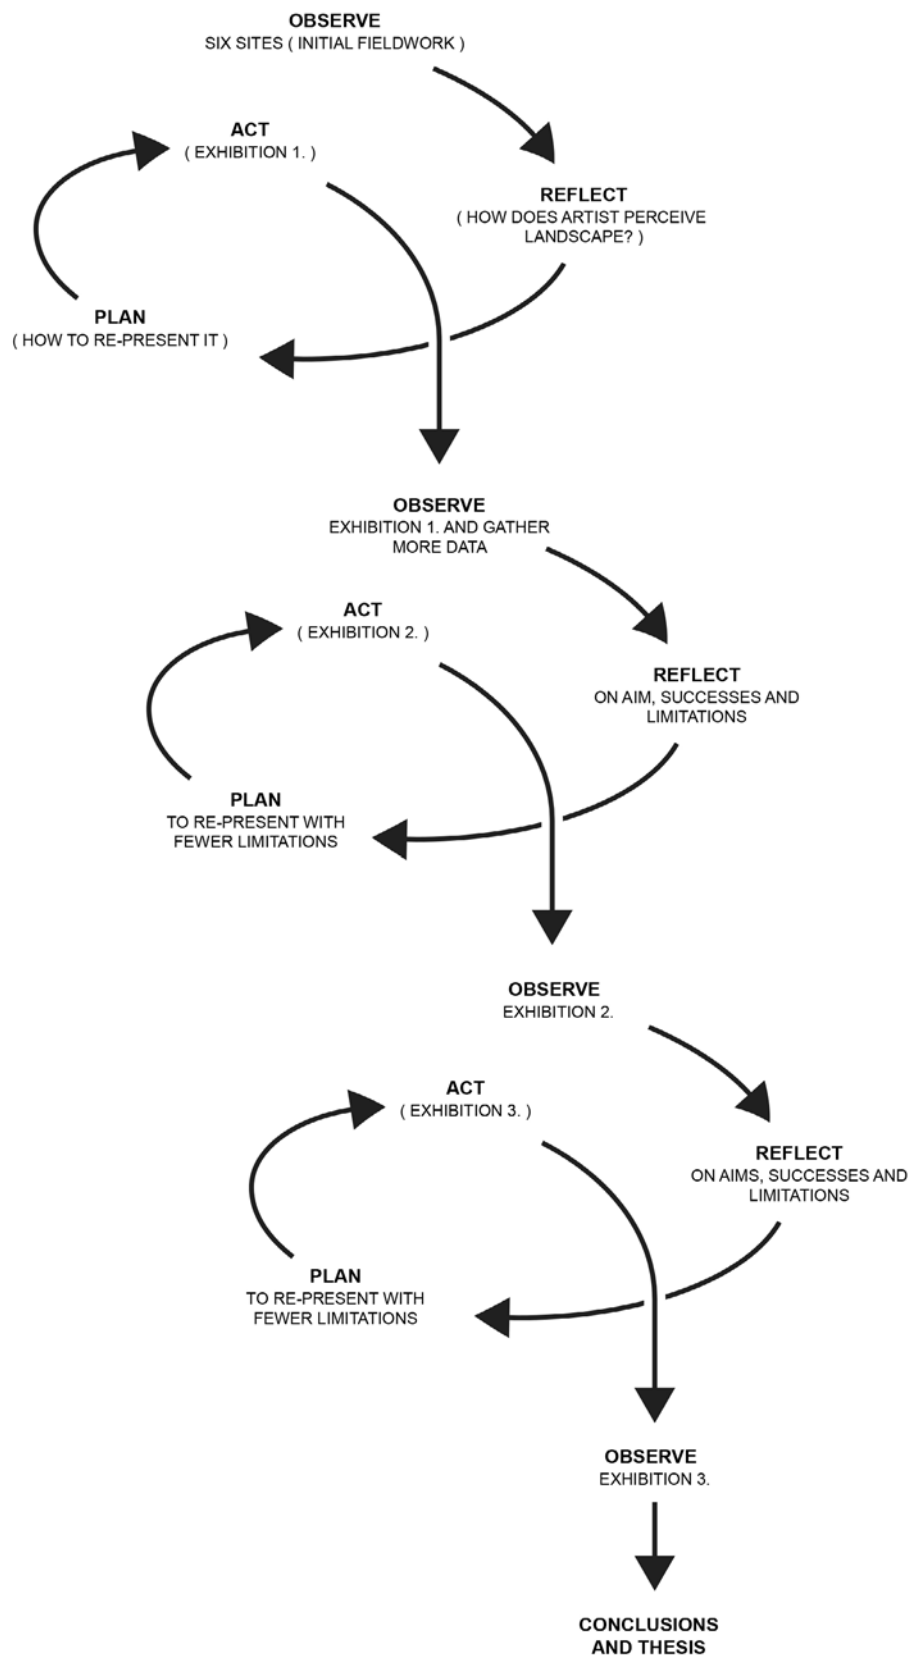 OBSERVE
SIX SITES ( INITIAL FIELDWORK )
ACT
( EXHIBITION 1. )
REFLECT
( HOW DOES ARTIST PERCEIVE
LANDSCAPE? )
PLAN
( HOW TO RE-PRESENT IT )
OBSERVE
EXHIBITION 1. AND GATHER
MORE DATA
ACT
( EXHIBITION 2. )
REFLECT
ON AIM, SUCCESSES AND
LIMITATIONS
PLAN
TO RE-PRESENT WITH
FEWER LIMITATIONS
OBSERVE
EXHIBITION 2.
ACT
( EXHIBITION 3. )
REFLECT
ON AIMS, SUCCESSES AND
LIMITATIONS
PLAN
TO RE-PRESENT WITH
FEWER LIMITATIONS
OBSERVE
EXHIBITION 3.
CONCLUSIONS
AND THESIS